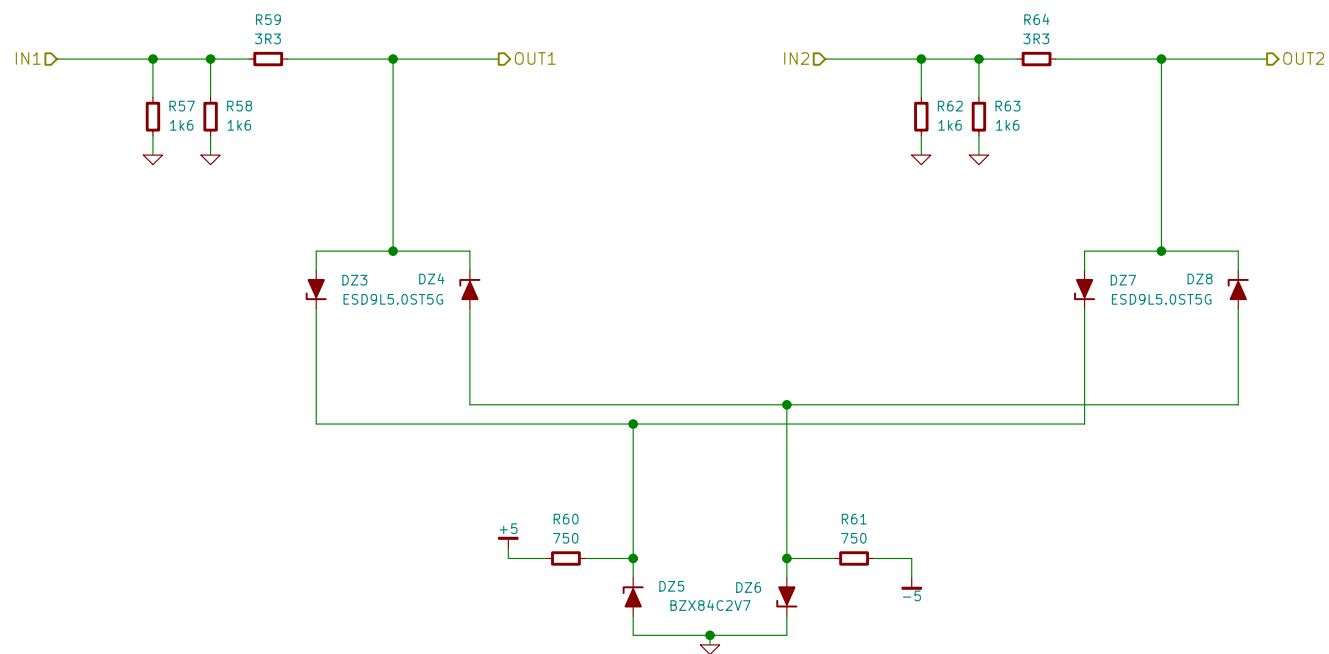 R59
3R3
R64
3R3
IN1
OUT1
IN2
OUT2
R57
1k6
R58
1k6
R62
1k6
R63
1k6
DZ3
DZ4
ESD9L5.0ST5G
DZ7
DZ8
ESD9L5.0ST5G
+5
R60
750
R61
750
DZ5
DZ6
BZX84C2V7
-5